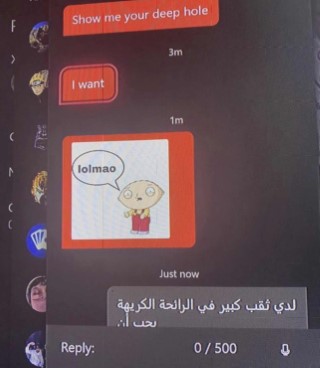 Show me your deep hole
3m
I want
1m
lolmao
Just now
لدي ثقب كبير في الرائحة الكريهة
يجب أن
Reply:
0 / 500